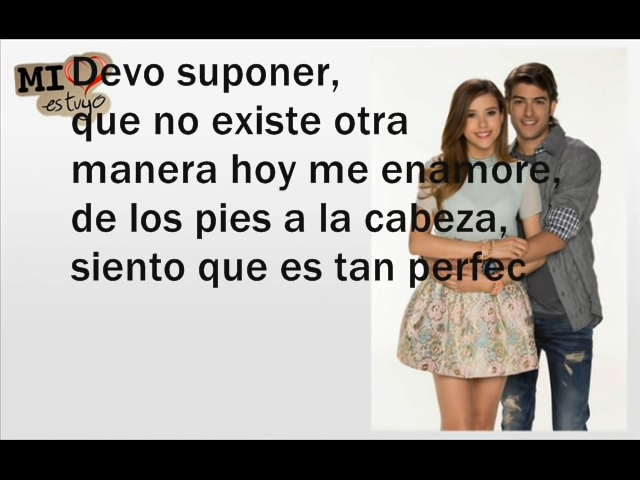 MI
es tuyo
Devo suponer,
que no existe otra
manera hoy me enamore,
de los pies a la cabeza,
siento que es tan perfec